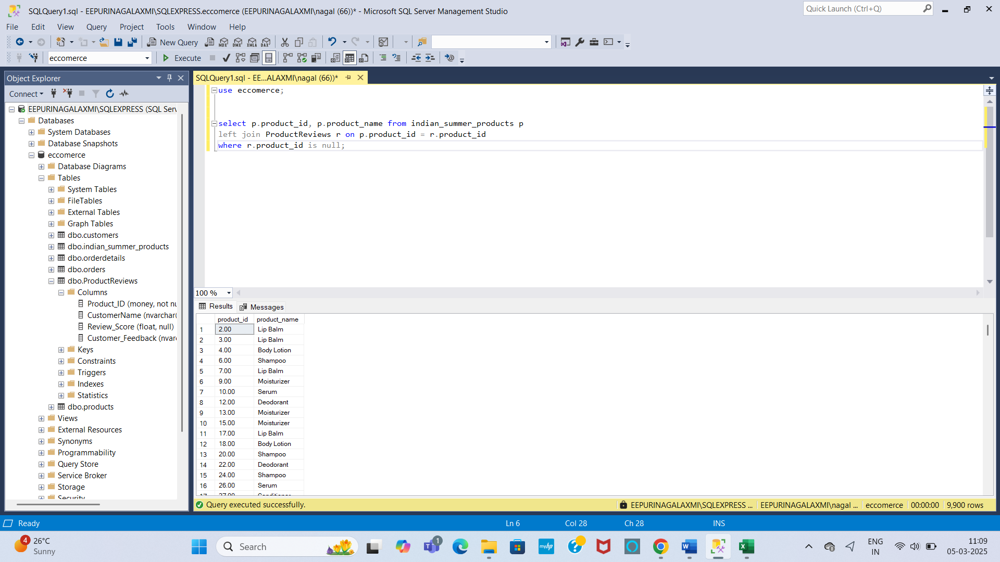 SQLQuery1.sql - EEPURINAGALAXMI\SQLEXPRESS.eccomerce (EEPURINAGALAXMI\nagal (66))* - Microsoft SQL Server Management Studio
Quick Launch (Ctrl+Q)
File Edit View Query Project Tools Window Help
New Query MDX DMX XMLA DAX
eccomerce Execute
Object Explorer
Connect
EEPURINAGALAXMI\SQLEXPRESS (SQL Serv
Databases
System Databases
Database Snapshots
eccomerce
Database Diagrams
Tables
System Tables
FileTables
External Tables
Graph Tables
dbo.customers
dbo.indian_summer_products
dbo.orderdetails
dbo.orders
dbo.ProductReviews
Columns
Product_ID (money, not nu
CustomerName (nvarchar(
Review_Score (float, null)
Customer_Feedback (nvar
Keys
Constraints
Triggers
Indexes
Statistics
dbo.products
Views
External Resources
Synonyms
Programmability
Query Store
Service Broker
Storage
Security
SQLQuery1.sql - EE...ALAXMI\nagal (66))*
use eccomerce;
select p.product_id, p.product_name from indian_summer_products p
left join ProductReviews r on p.product_id = r.product_id
where r.product_id is null;
100 %
Results Messages
product_id product_name
1 2.00 Lip Balm
2 3.00 Lip Balm
3 4.00 Body Lotion
4 6.00 Shampoo
5 7.00 Lip Balm
6 9.00 Moisturizer
7 10.00 Serum
8 12.00 Deodorant
9 13.00 Moisturizer
10 15.00 Moisturizer
11 17.00 Lip Balm
12 18.00 Body Lotion
13 20.00 Shampoo
14 22.00 Deodorant
15 24.00 Shampoo
16 26.00 Serum
17 27.00 Conditioner
Query executed successfully.
EEPURINAGALAXMI\SQLEXPRESS ... EEPURINAGALAXMI\nagal ... eccomerce 00:00:00 9,900 rows
Ready Ln 6 Col 28 Ch 28 INS
4 26°C
Sunny
Search
1
myhp
ENG
IN
11:09
05-03-2025